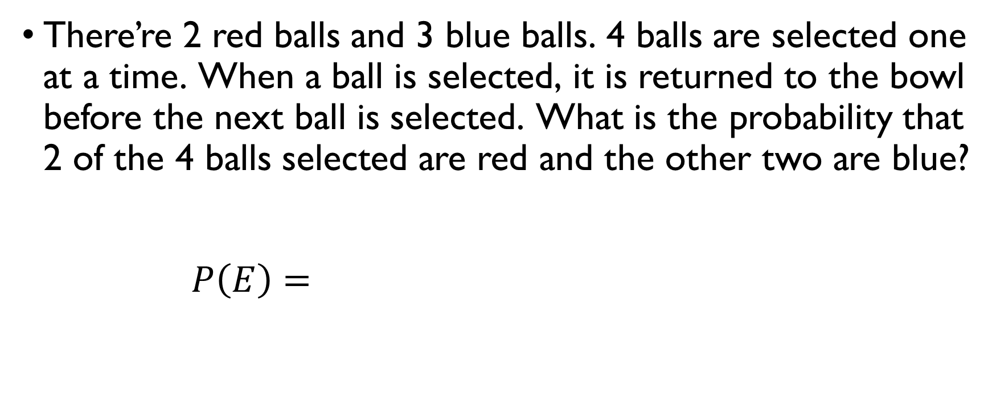 • There’re 2 red balls and 3 blue balls. 4 balls are selected one
at a time. When a ball is selected, it is returned to the bowl
before the next ball is selected. What is the probability that
2 of the 4 balls selected are red and the other two are blue?
P(E) =